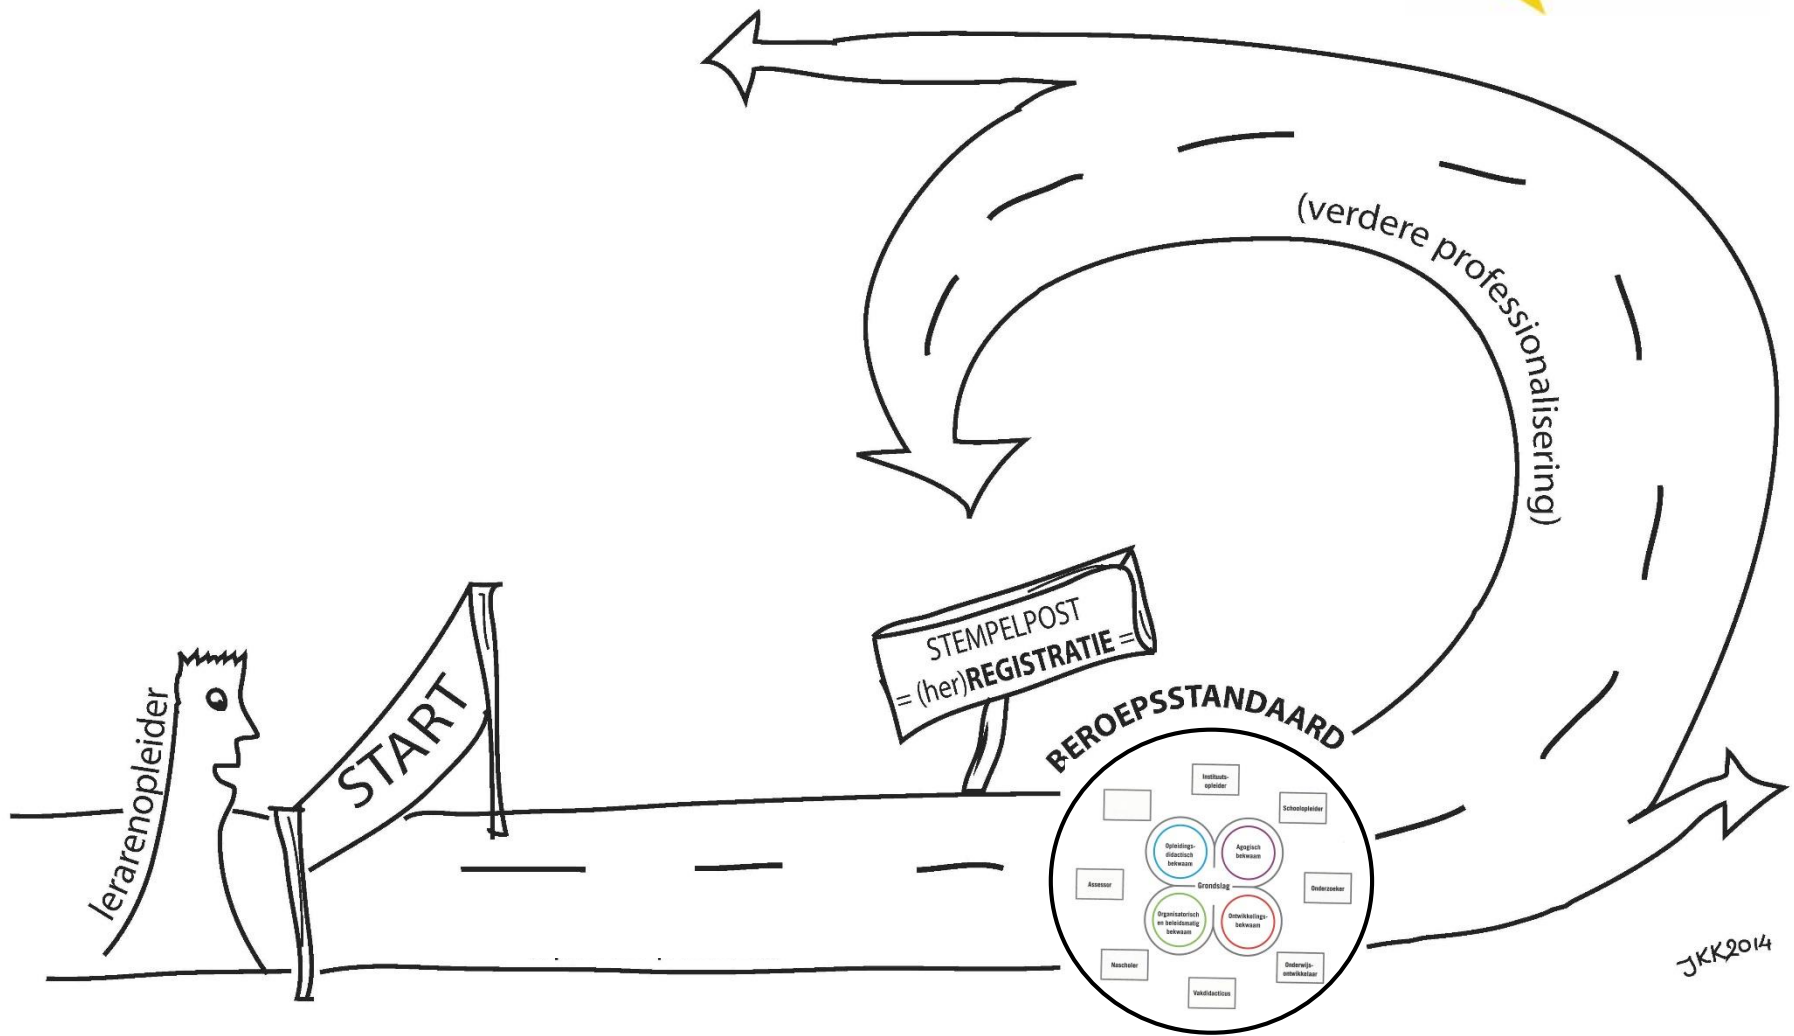 (verdere professionalisering)
STEMPELPOST
= (her)REGISTRATIE =
lerarenopleider
START
BEROEPSSTANDAARD
Instituuts-
opleider
Schoolopleider
Opleidings-
didactisch
bekwaam
Agogisch
bekwaam
Assessor
Grondslag
Onderzoeker
Organisatorisch
en beleidsmatig
bekwaam
Ontwikkelings-
bekwaam
Nascholer
Onderwijs-
ontwikkelaar
Vakdidacticus
JKK2014